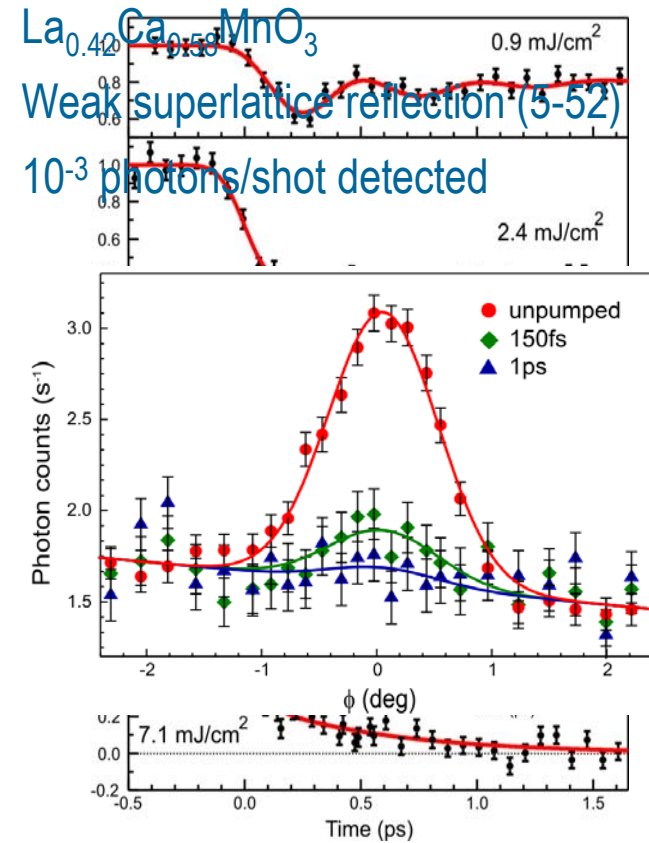 La0.42Ca0.58MnO3
Weak superlattice reflection (5-52)
10-3 photons/shot detected
1.0
0.8
0.6
0.9 mJ/cm2
1.0
0.8
0.6
2.4 mJ/cm2
unpumped
150fs
1ps
Photon counts (s-1)
3.0
2.5
2.0
1.5
-2 -1 0 1 2
ϕ (deg)
7.1 mJ/cm2
0.2
0.0
-0.2
-0.5 0.0 0.5 1.0 1.5
Time (ps)